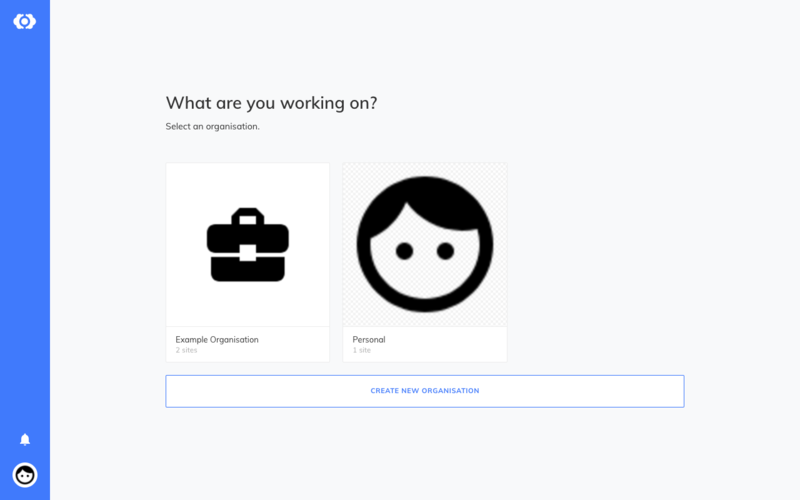 What are you working on?
Select an organisation.
Example Organisation
2 sites
Personal
1 site
CREATE NEW ORGANISATION